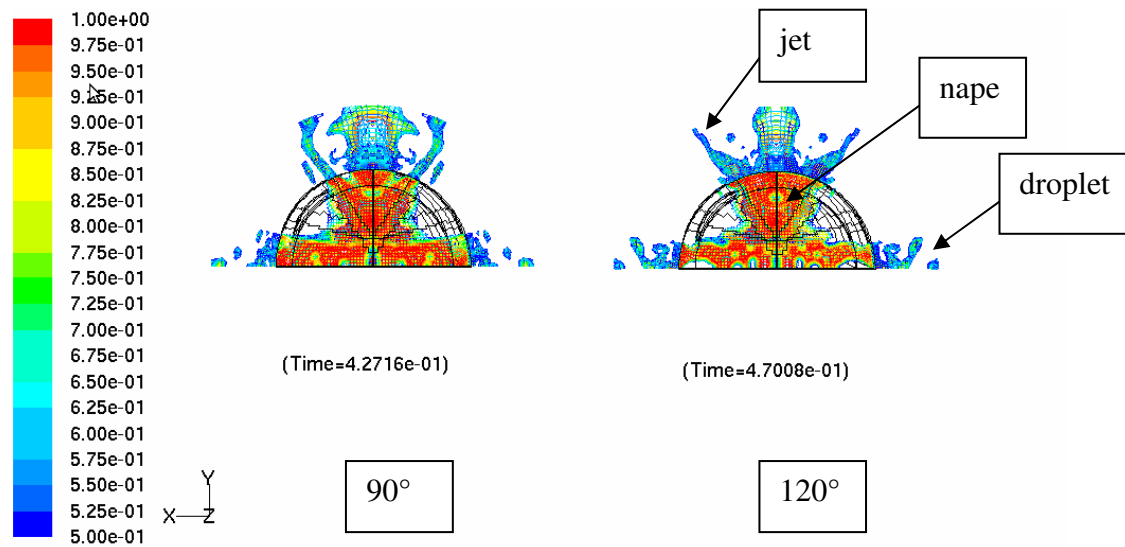 1.00e+00
9.75e-01
9.50e-01
9.25e-01
9.00e-01
8.75e-01
8.50e-01
8.25e-01
8.00e-01
7.75e-01
7.50e-01
7.25e-01
7.00e-01
6.75e-01
6.50e-01
6.25e-01
6.00e-01
5.75e-01
5.50e-01
5.25e-01
5.00e-01
jet
nape
droplet
(Time=4.2716e-01)
(Time=4.7008e-01)
Y
X Z
90°
120°